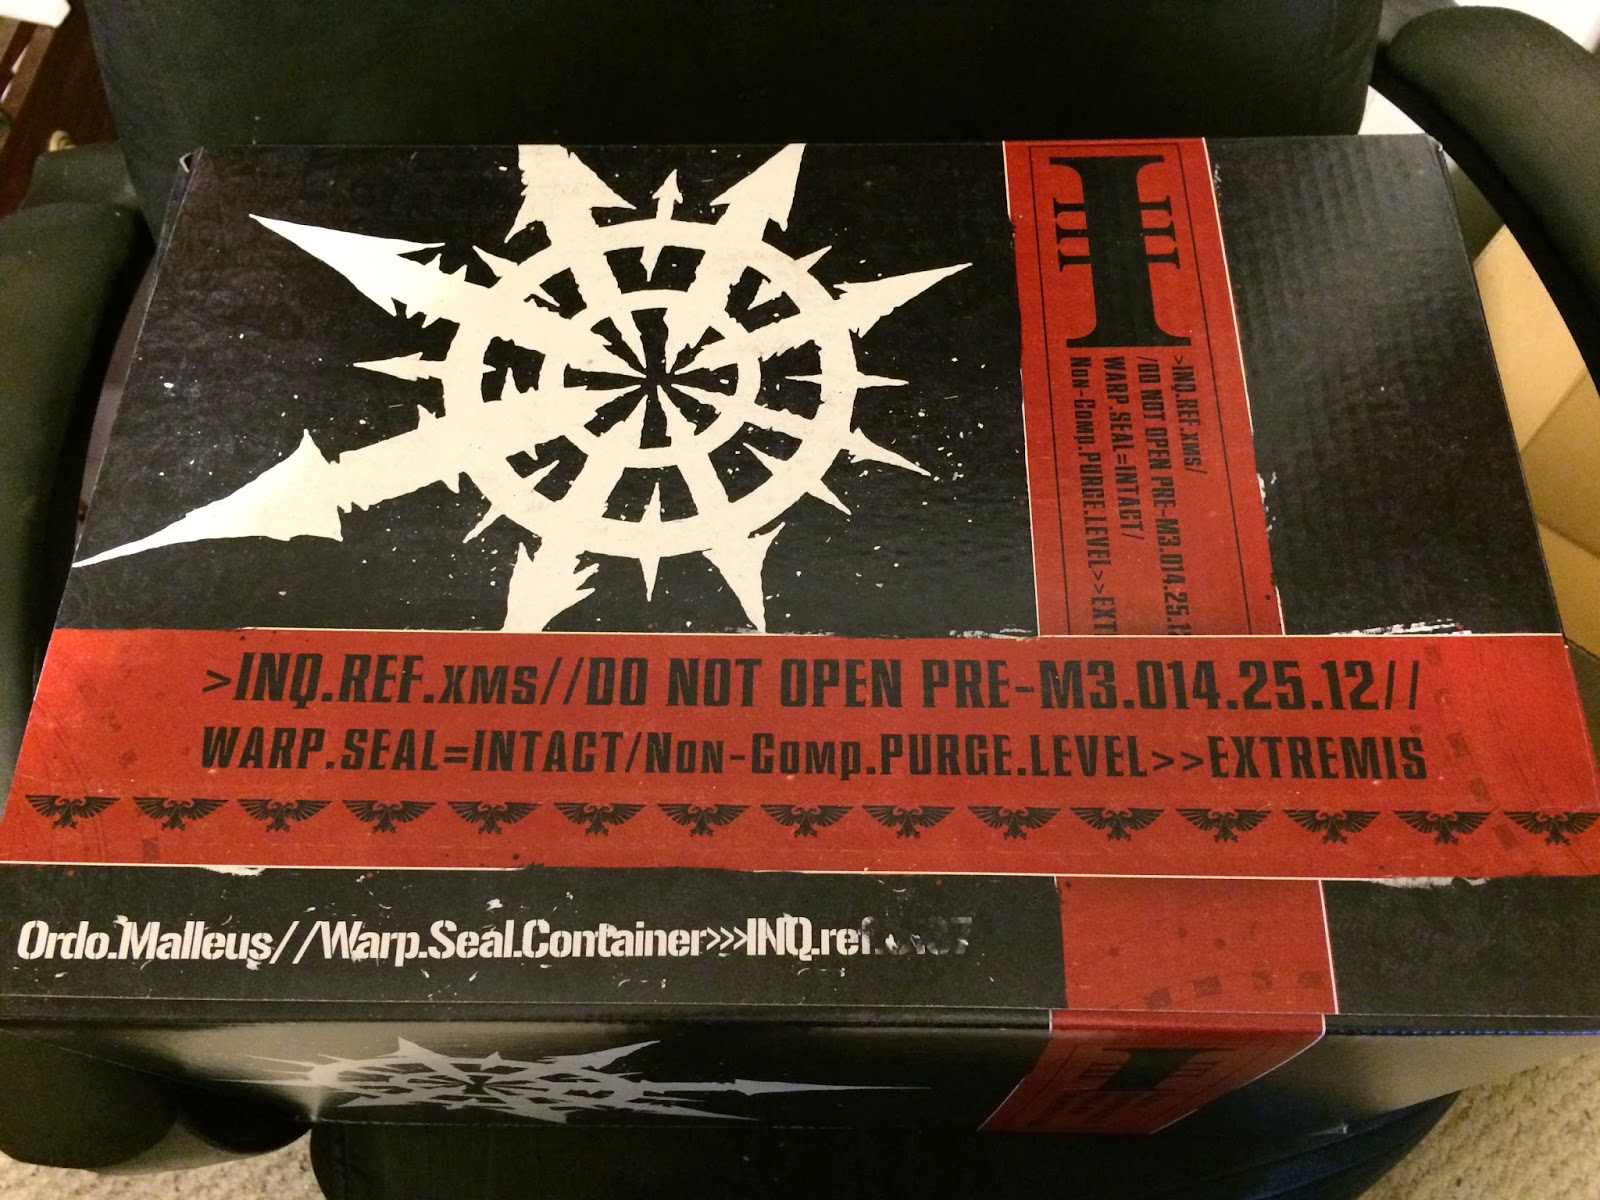 >INQ.REF.XMS/
/DO NOT OPEN PRE-M3.014.25.1
WARP.SEAL=INTACT/
Non-Comp.PURGE.LEVEL>>EXT
>INQ.REF.XMS//DO NOT OPEN PRE-M3.014.25.12//
WARP.SEAL=INTACT/Non-Comp.PURGE.LEVEL>>EXTREMIS
Ordo.Malleus//Warp.Seal.Container>>>INQ.ref.